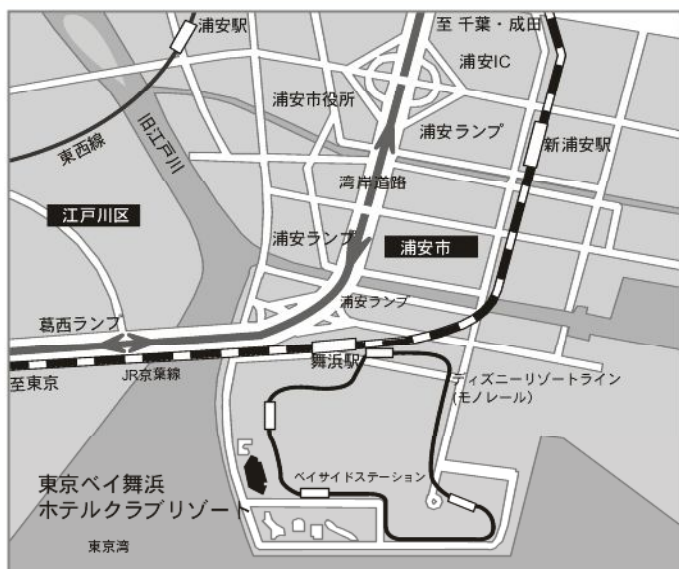 浦安駅
至 千葉・成田
浦安IC
浦安市役所
浦安ランプ
新浦安駅
東西線
旧江戸川
湾岸道路
江戸川区
浦安ランプ
浦安市
浦安ランプ
葛西ランプ
舞浜駅
至東京
JR京葉線
ディズニーリゾートライン
(モノレール)
ベイサイドステーション
東京ベイ舞浜
ホテルクラブリゾート
東京湾